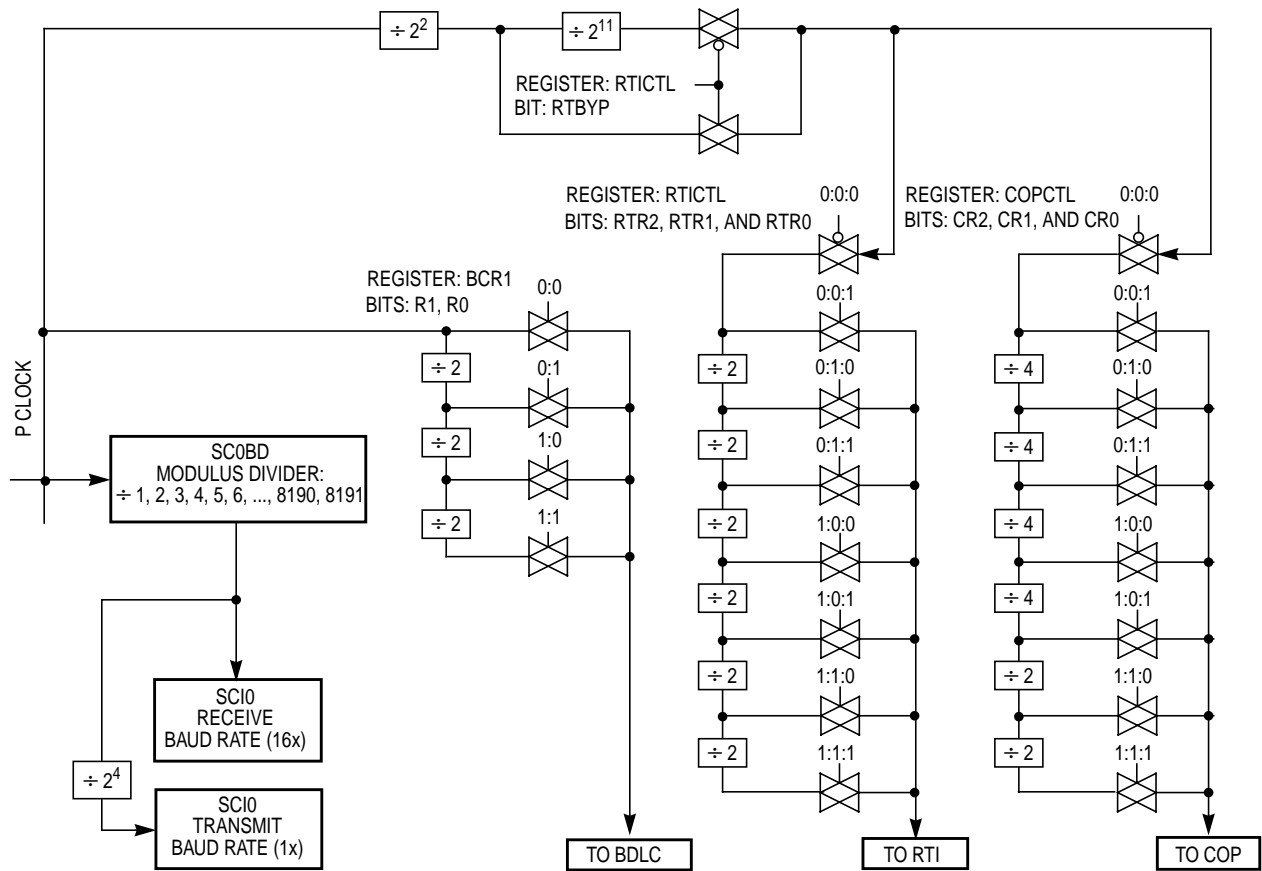 ÷ 2²
÷ 2¹¹
REGISTER: RTICTL
BIT: RTBYP
REGISTER: RTICTL
BITS: RTR2, RTR1, AND RTR0
0:0:0
REGISTER: COPCTL
BITS: CR2, CR1, AND CR0
0:0:0
REGISTER: BCR1
BITS: R1, R0
0:0
÷ 2
0:1
÷ 2
1:0
÷ 2
1:1
TO BDLC
0:0:1
÷ 2
0:1:0
÷ 2
0:1:1
÷ 2
1:0:0
÷ 2
1:0:1
÷ 2
1:1:0
÷ 2
1:1:1
TO RTI
0:0:1
÷ 4
0:1:0
÷ 4
0:1:1
÷ 4
1:0:0
÷ 4
1:0:1
÷ 2
1:1:0
÷ 2
1:1:1
TO COP
P CLOCK
SC0BD
MODULUS DIVIDER:
÷ 1, 2, 3, 4, 5, 6, ..., 8190, 8191
SCI0
RECEIVE
BAUD RATE (16x)
÷ 2⁴
SCI0
TRANSMIT
BAUD RATE (1x)